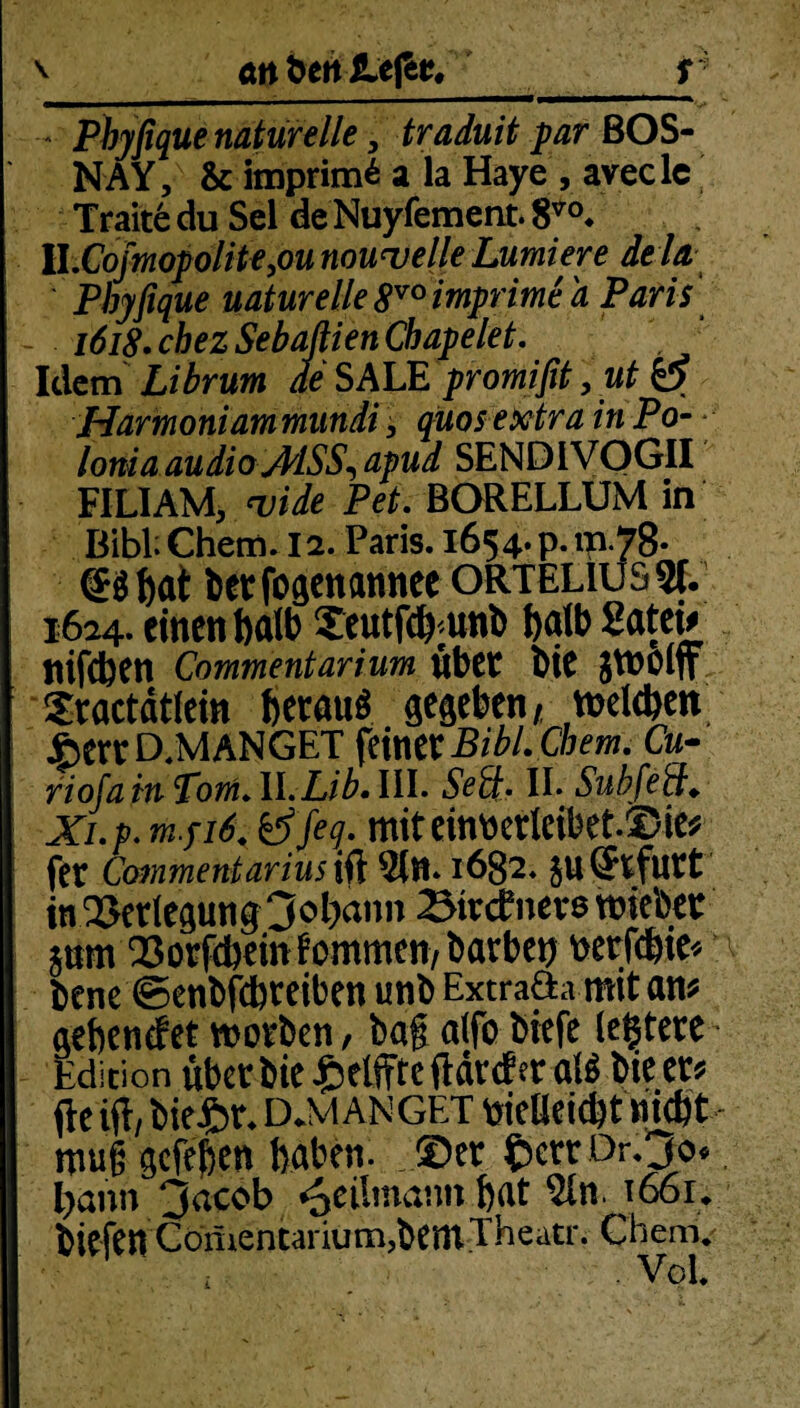 an den Leser.
Physique naturelle, traduit par BOS-
NAY, & imprimé a la Haye, avec le
Traité du Sel de Nuysement. 8vo.
II. Cosmopolite, ou nouvelle Lumiere de la
Physique uaturelle 8vo imprimé à Paris
1618. chez Sebastien Chapelet.
Idem Librum de SALE promisit, ut &
Harmoniam mundi, quos extra in Po-
lonia audio MSS, apud SENDIVOGII
FILIAM, vide Pet. BORELLUM in
Bibl. Chem. 12. Paris. 1654. p. m. 78.
Es hat der sogenannte ORTELIUS A.
1624. einen halb Teutsch- und halb Latei-
nischen Commentarium über die zwölff
Tractätlein heraus gegeben, welchen
Herr D. MANGET seiner Bibl. Chem. Cu-
riosa in Tom. II. Lib. III. Sect. II. Subsect.
XI. p. m. 516. & seq. mit einverleibet. Die-
ser Commentarius ist An. 1682. zu Erfurt
in Verlegung Johann Birckners wieder
zum Vorschein kommen, darbey verschie-
dene Sendschreiben und Extracta mit an-
gehencket worden, daß also diese letztere
Edition über die Helffte stärcker als die er-
ste ist, die Hr. D. MANGET vielleicht nicht
muß gesehen haben. Der Herr Dr. Jo-
hann Jacob Heilmann hat An. 1661.
diesen Comentarium, dem Theatr. Chem.
Vol.